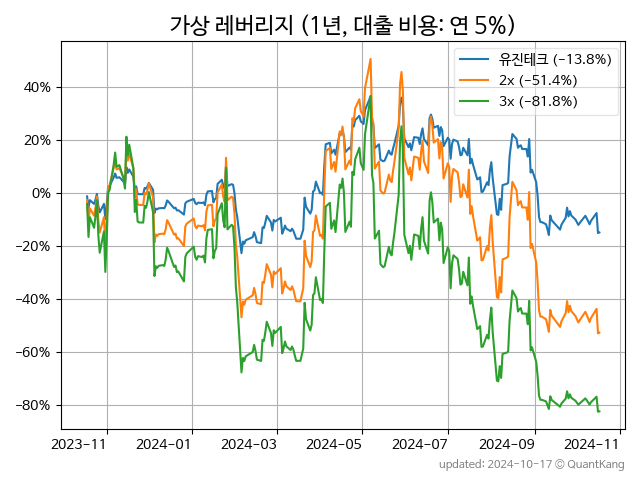 가상 레버리지 (1년, 대출 비용: 연 5%)
유진테크 (-13.8%)
2x (-51.4%)
3x (-81.8%)
40%
20%
0%
-20%
-40%
-60%
-80%
2023-11 2024-01 2024-03 2024-05 2024-07 2024-09 2024-11
updated: 2024-10-17 © QuantKang